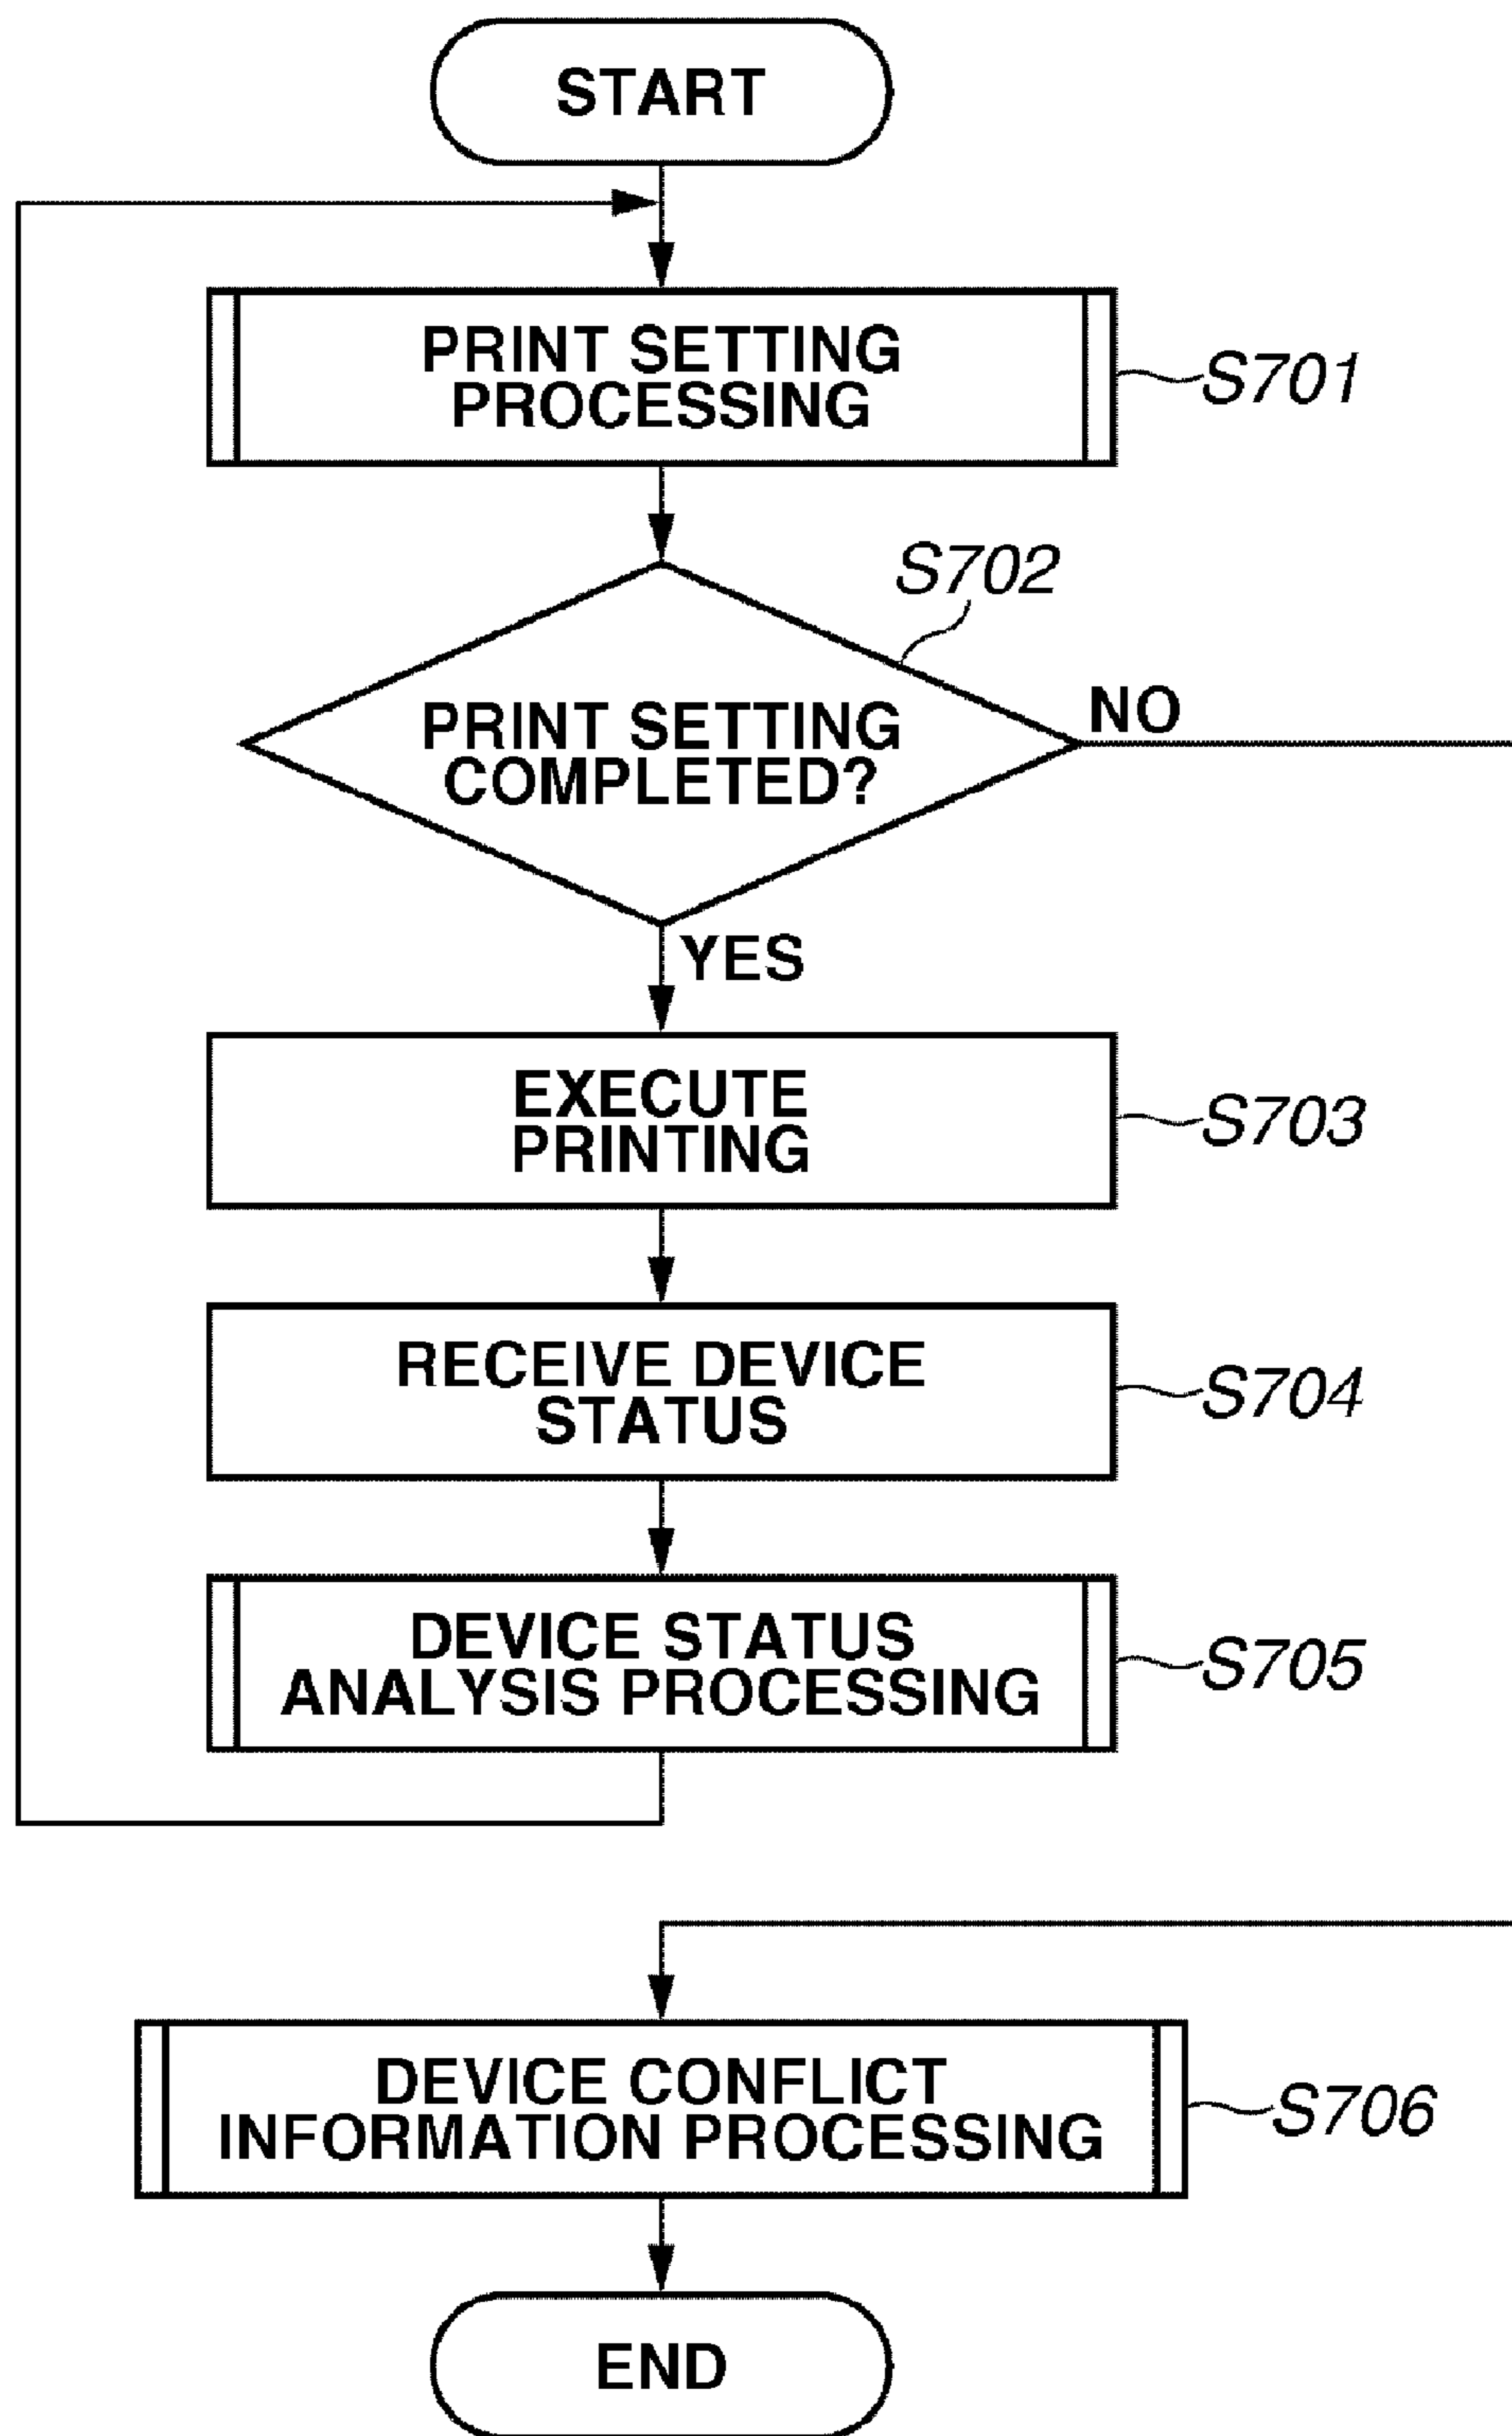 START
PRINT SETTING
PROCESSING
S701
S702
PRINT SETTING
COMPLETED?
NO
YES
EXECUTE
PRINTING
S703
RECEIVE DEVICE
STATUS
S704
DEVICE STATUS
ANALYSIS PROCESSING
S705
DEVICE CONFLICT
INFORMATION PROCESSING
S706
END